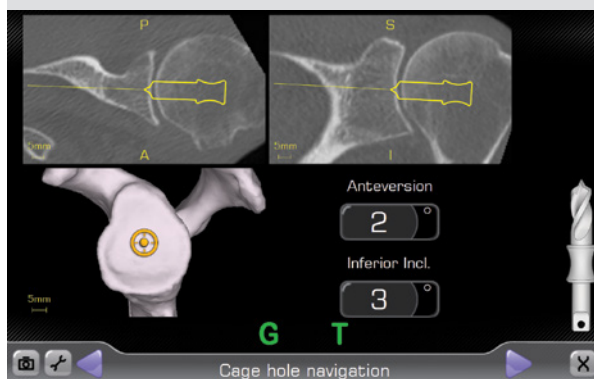 P
S
5mm
A
5mm
I
Anteversion
2 °
Inferior Incl.
3 °
5mm
G T
Cage hole navigation
X